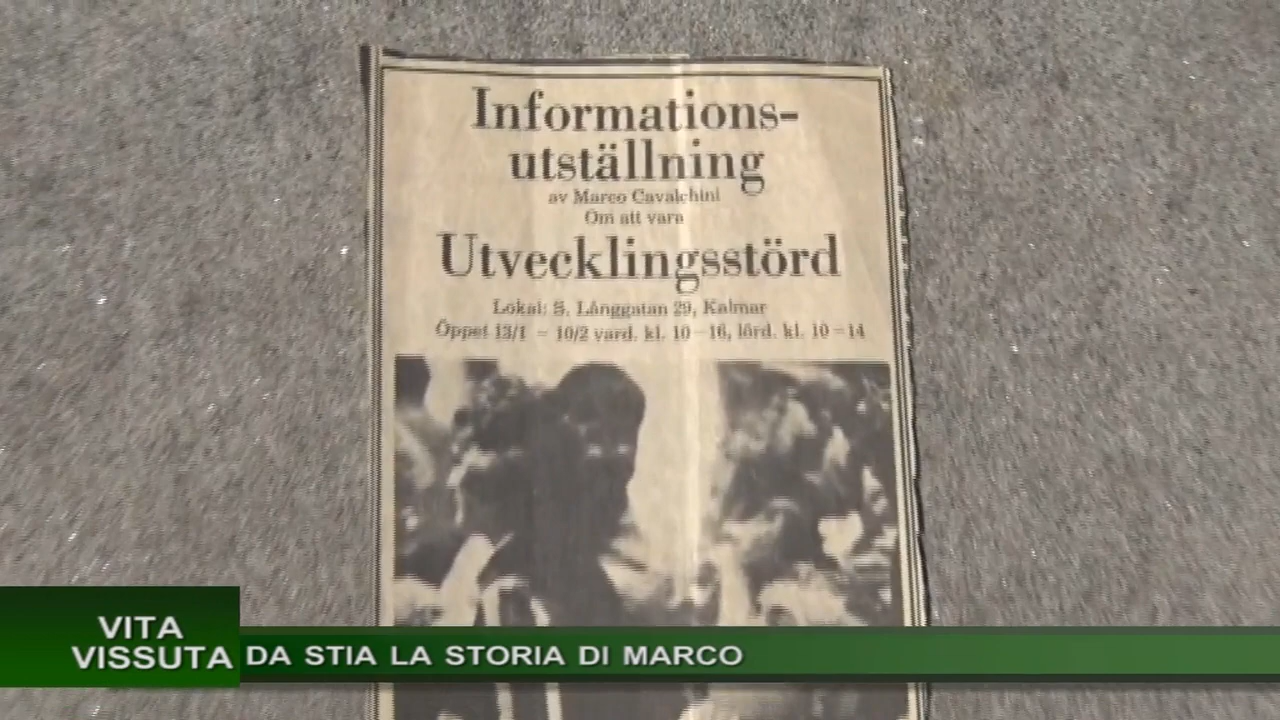 Informations-
utställning
av Marco Cavalchini
Om att vara
Utvecklingsstörd
Lokal: S. Långgatan 29, Kalmar
Öppet 13/1 – 10/2 vard. kl. 10–16, lörd. kl. 10–14
VITA
VISSUTA
DA STIA LA STORIA DI MARCO